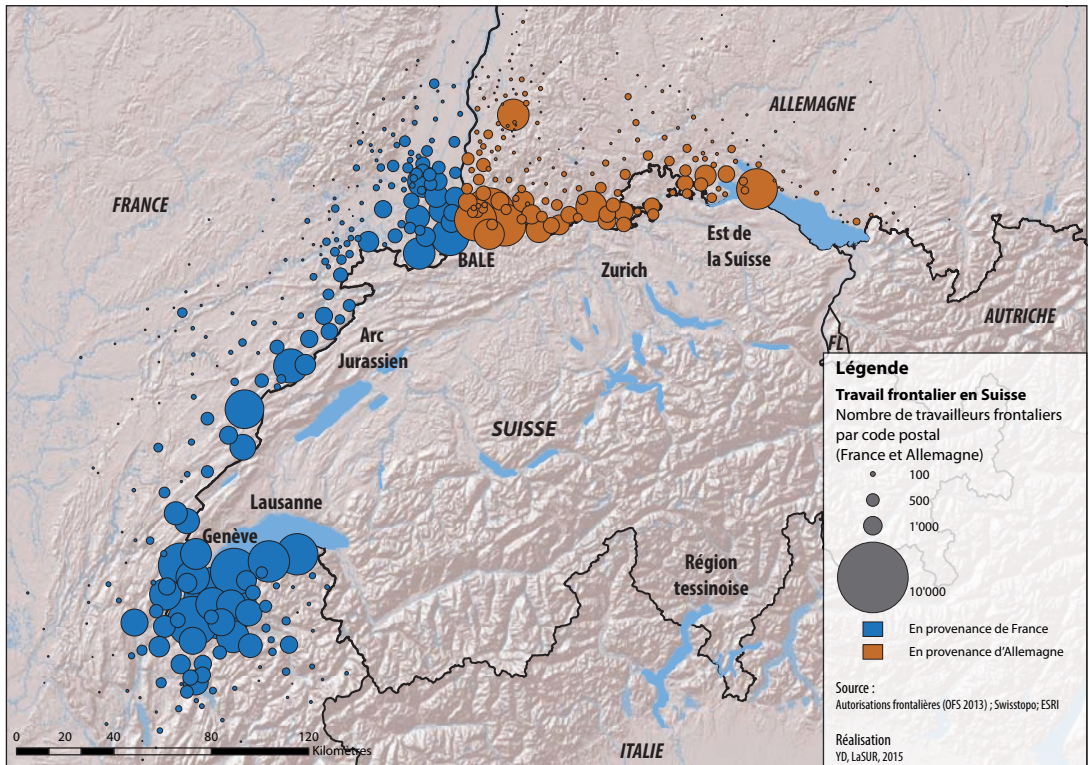 ALLEMAGNE
FRANCE
BALE
Est de
la Suisse
Zurich
AUTRICHE
Arc
Jurassien
FL
SUISSE
Lausanne
Genève
Région
tessinoise
ITALIE
0 20 40 80 120
Kilomètres
Légende
Travail frontalier en Suisse
Nombre de travailleurs frontaliers
par code postal
(France et Allemagne)
100
500
1'000
10'000
En provenance de France
En provenance d'Allemagne
Source :
Autorisations frontalières (OFS 2013) ; Swisstopo; ESRI
Réalisation
YD, LaSUR, 2015